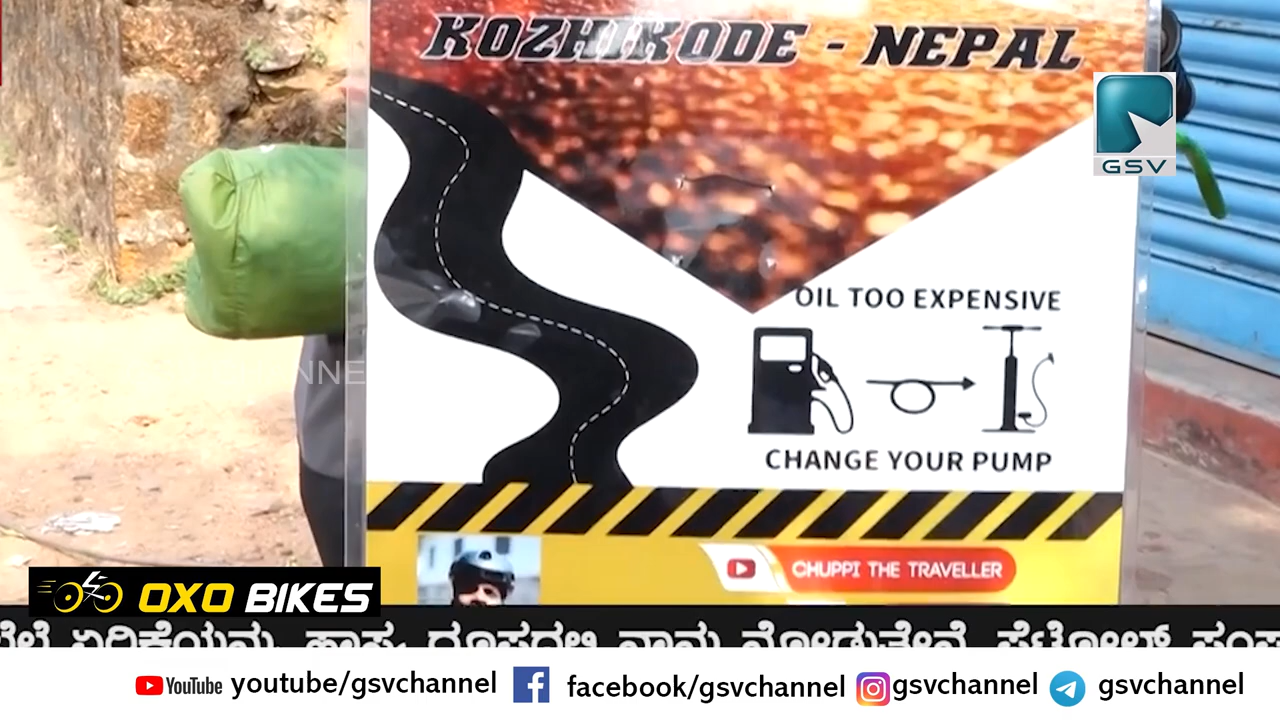 KOZHIKODE - NEPAL
GSV
OIL TOO EXPENSIVE
CHANGE YOUR PUMP
CHUPPI THE TRAVELLER
OXO BIKES
ಹಾಸ್ಯ ರೂಪದಲ್ಲಿ ನಾನು ನೋಡುತ್ತೇನೆ. ಪೆಟ್ರೋಲ್
YouTube youtube/gsvchannel facebook/gsvchannel gsvchannel gsvchannel